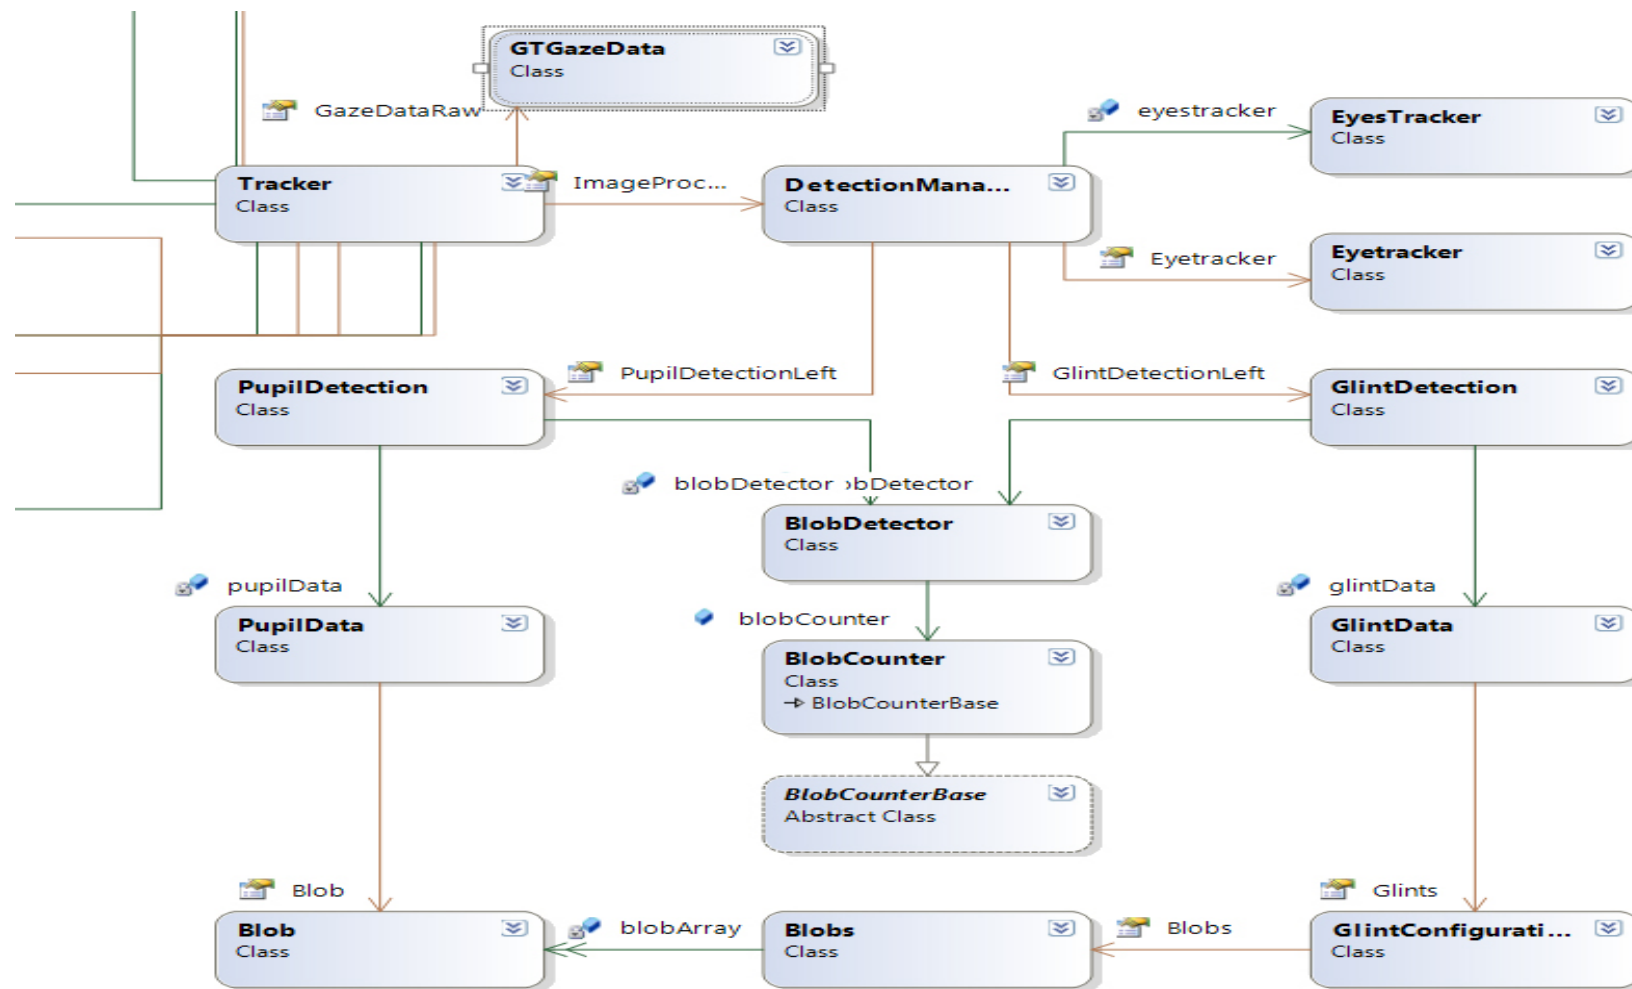 GTGazeData
Class
GazeDataRaw
eyestracker
EyesTracker
Class
Tracker
Class
ImageProc...
DetectionMana...
Class
Eyetracker
Eyetracker
Class
PupilDetectionLeft
GlintDetectionLeft
PupilDetection
Class
GlintDetection
Class
blobDetector
bDetector
BlobDetector
Class
pupilData
glintData
blobCounter
PupilData
Class
BlobCounter
Class
BlobCounterBase
GlintData
Class
BlobCounterBase
Abstract Class
Blob
Glints
Blob
Class
blobArray
Blobs
Class
Blobs
GlintConfigurati...
Class